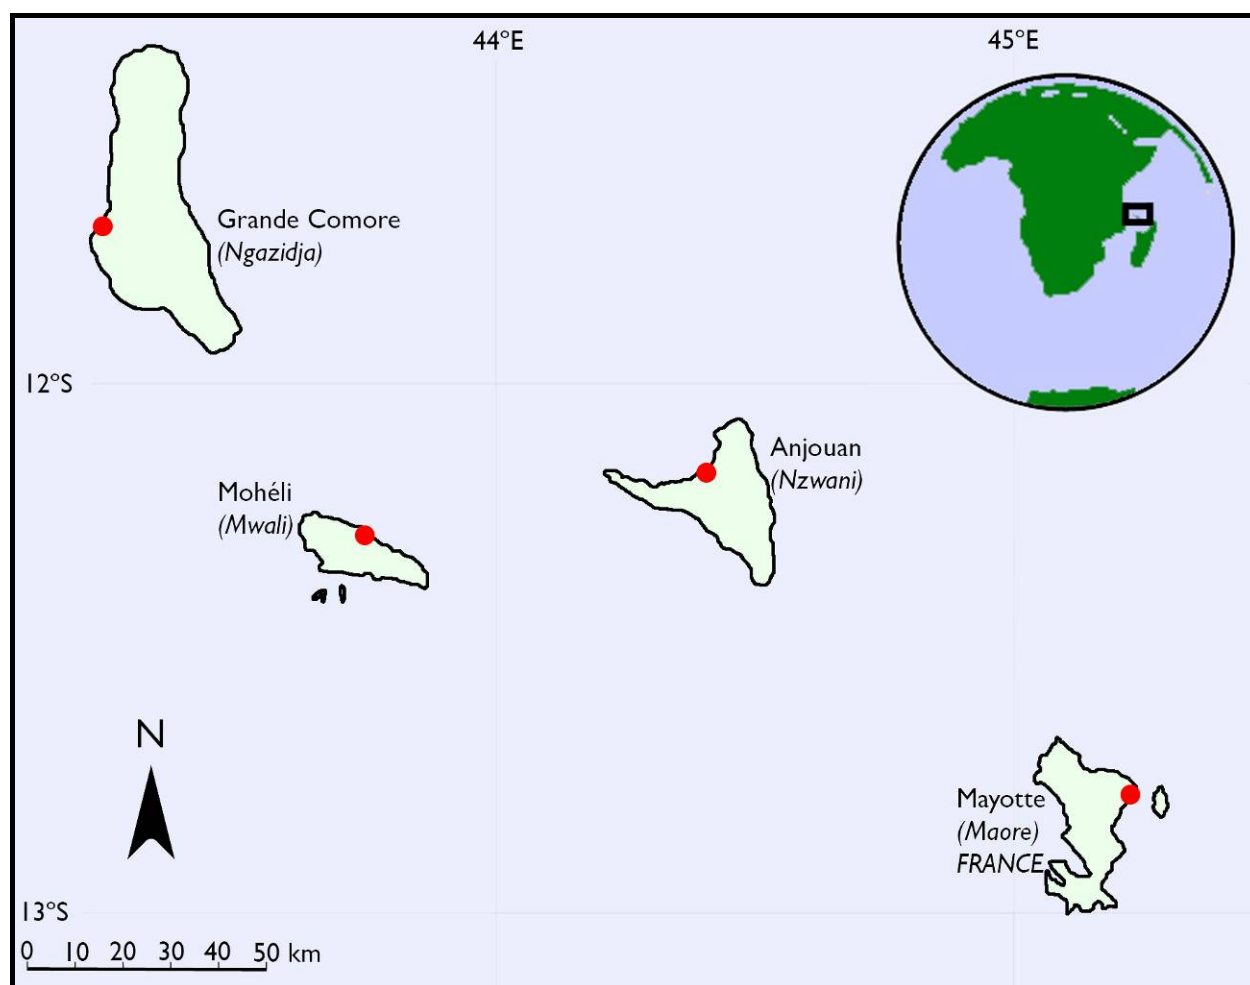 44°E
45°E
Grande Comore
(Ngazidja)
12°S
Anjouan
(Nzwani)
Mohéli
(Mwali)
N
Mayotte
(Maore)
FRANCE
13°S
0 10 20 30 40 50 km